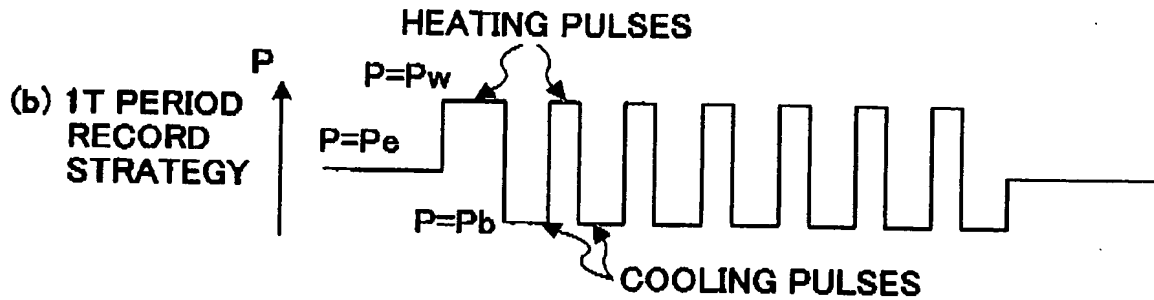 HEATING PULSES
P
P=Pw
(b) 1T PERIOD
RECORD
STRATEGY
P=Pe
P=Pb
COOLING PULSES